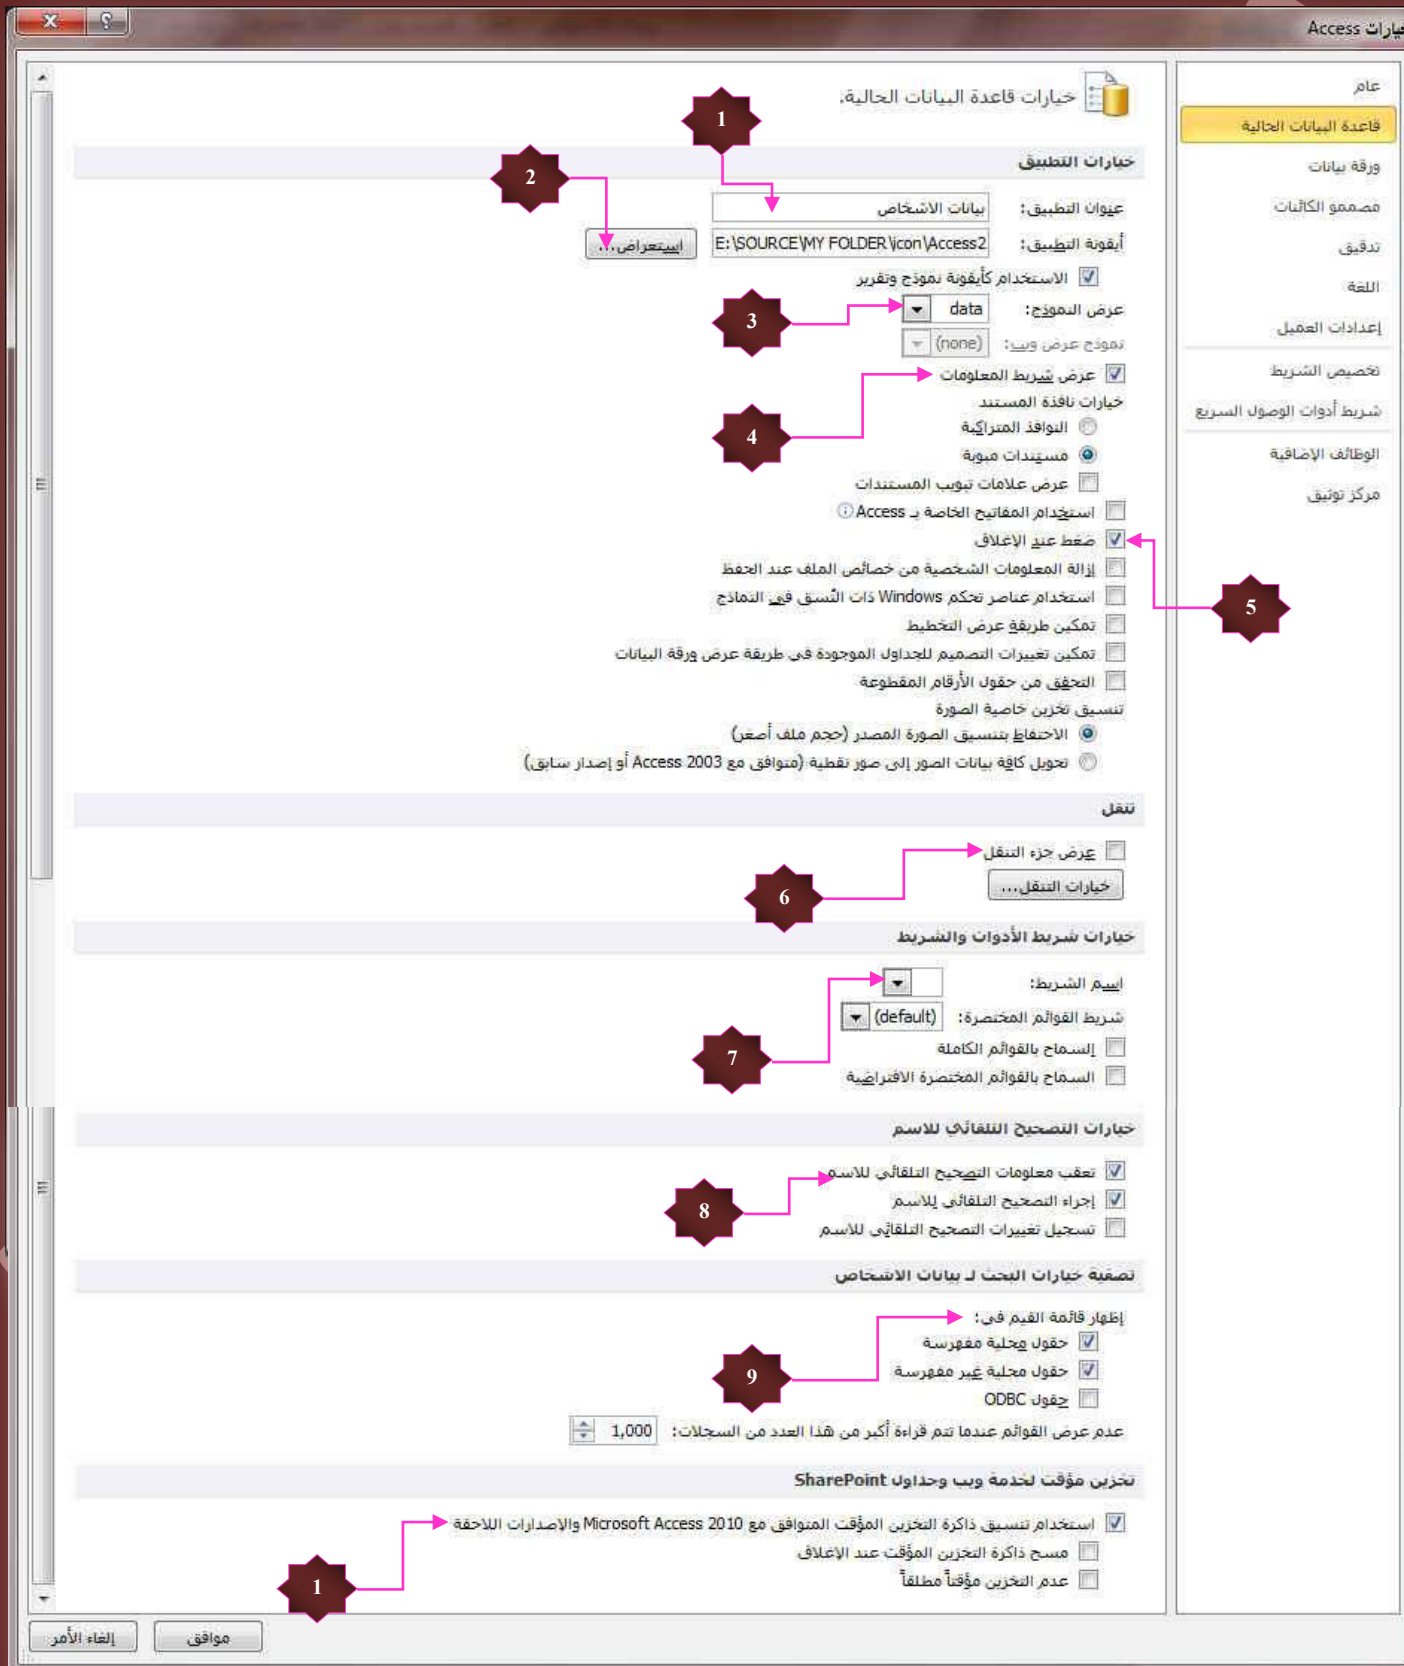 خيارات Access
عام
قاعدة البيانات الحالية
ورقة بيانات
مصممو الكائنات
تدقيق
اللغة
إعدادات العميل
تخصيص الشريط
شريط أدوات الوصول السريع
الوظائف الإضافية
مركز توثيق
خيارات قاعدة البيانات الحالية.
1
خيارات التطبيق
2
عنوان التطبيق: بيانات الاشخاص
أيقونة التطبيق: E:\SOURCE\MY FOLDER\icon\Access2 استعراض...
الاستخدام كأيقونة نموذج وتقرير
عرض النموذج: data
3
نموذج عرض ويب: (none)
عرض شريط المعلومات
خيارات نافذة المستند
النوافذ المتراكبة
4
مستندات مبوبة
عرض علامات تبويب المستندات
استخدام المفاتيح الخاصة بـ Access
ضغط عند الإغلاق
إزالة المعلومات الشخصية من خصائص الملف عند الحفظ
استخدام عناصر تحكم Windows ذات النّسق في النماذج
5
تمكين طريقة عرض التخطيط
تمكين تغييرات التصميم للجداول الموجودة في طريقة عرض ورقة البيانات
التحقق من حقول الأرقام المقطوعة
تنسيق تخزين خاصية الصورة
الاحتفاظ بتنسيق الصورة المصدر (حجم ملف أصغر)
تحويل كافة بيانات الصور إلى صور نقطية (متوافق مع Access 2003 أو إصدار سابق)
تنقل
عرض جزء التنقل
خيارات التنقل...
6
خيارات شريط الأدوات والشريط
اسم الشريط:
شريط القوائم المختصرة: (default)
السماح بالقوائم الكاملة
7
السماح بالقوائم المختصرة الافتراضية
خيارات التصحيح التلقائي للاسم
تعقب معلومات التصحيح التلقائي للاسم
إجراء التصحيح التلقائي للاسم
8
تسجيل تغييرات التصحيح التلقائي للاسم
تصفية خيارات البحث لـ بيانات الاشخاص
إظهار قائمة القيم في:
حقول محلية مفهرسة
حقول محلية غير مفهرسة
9
حقول ODBC
عدم عرض القوائم عندما تتم قراءة أكبر من هذا العدد من السجلات: 1,000
تخزين مؤقت لخدمة ويب وجداول SharePoint
استخدام تنسيق ذاكرة التخزين المؤقت المتوافق مع Microsoft Access 2010 والإصدارات اللاحقة
مسح ذاكرة التخزين المؤقت عند الإغلاق
عدم التخزين مؤقتاً مطلقاً
1
موافق
إلغاء الأمر